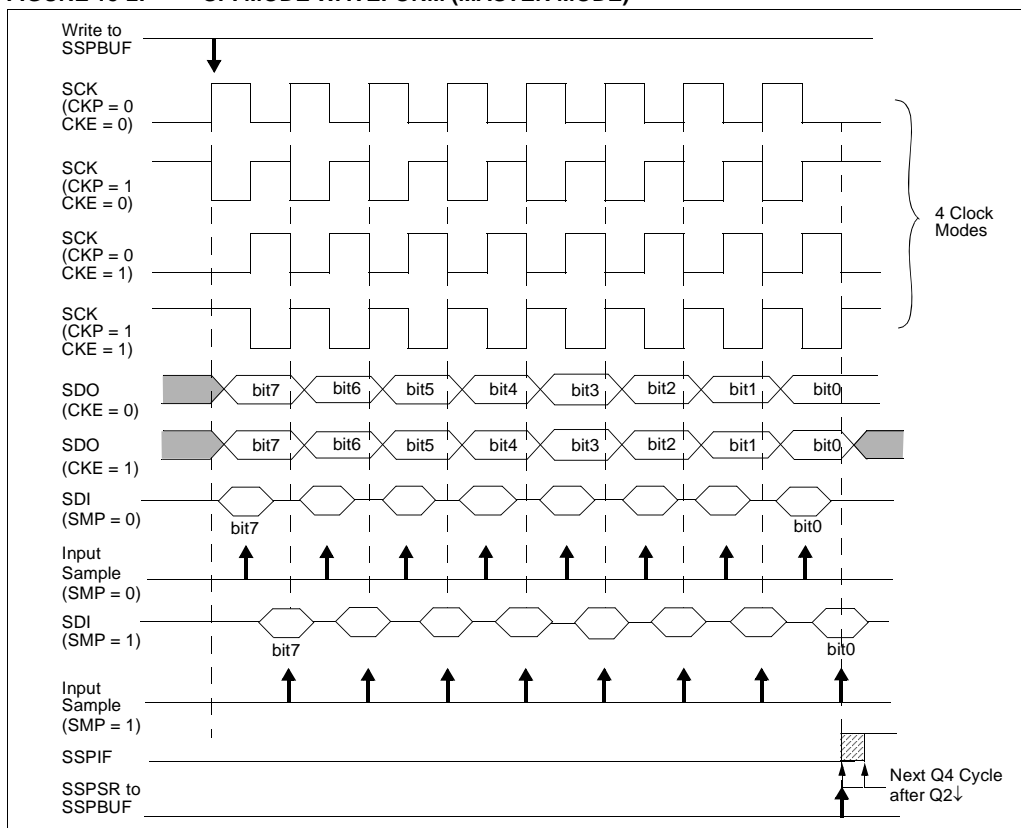 Write to
SSPBUF
SCK
(CKP = 0
CKE = 0)
SCK
(CKP = 1
CKE = 0)
SCK
(CKP = 0
CKE = 1)
SCK
(CKP = 1
CKE = 1)
4 Clock
Modes
SDO
(CKE = 0)
bit7 bit6 bit5 bit4 bit3 bit2 bit1 bit0
SDO
(CKE = 1)
bit7 bit6 bit5 bit4 bit3 bit2 bit1 bit0
SDI
(SMP = 0)
bit7 bit0
Input
Sample
(SMP = 0)
SDI
(SMP = 1)
bit7 bit0
Input
Sample
(SMP = 1)
SSPIF
SSPSR to
SSPBUF
Next Q4 Cycle
after Q2↓